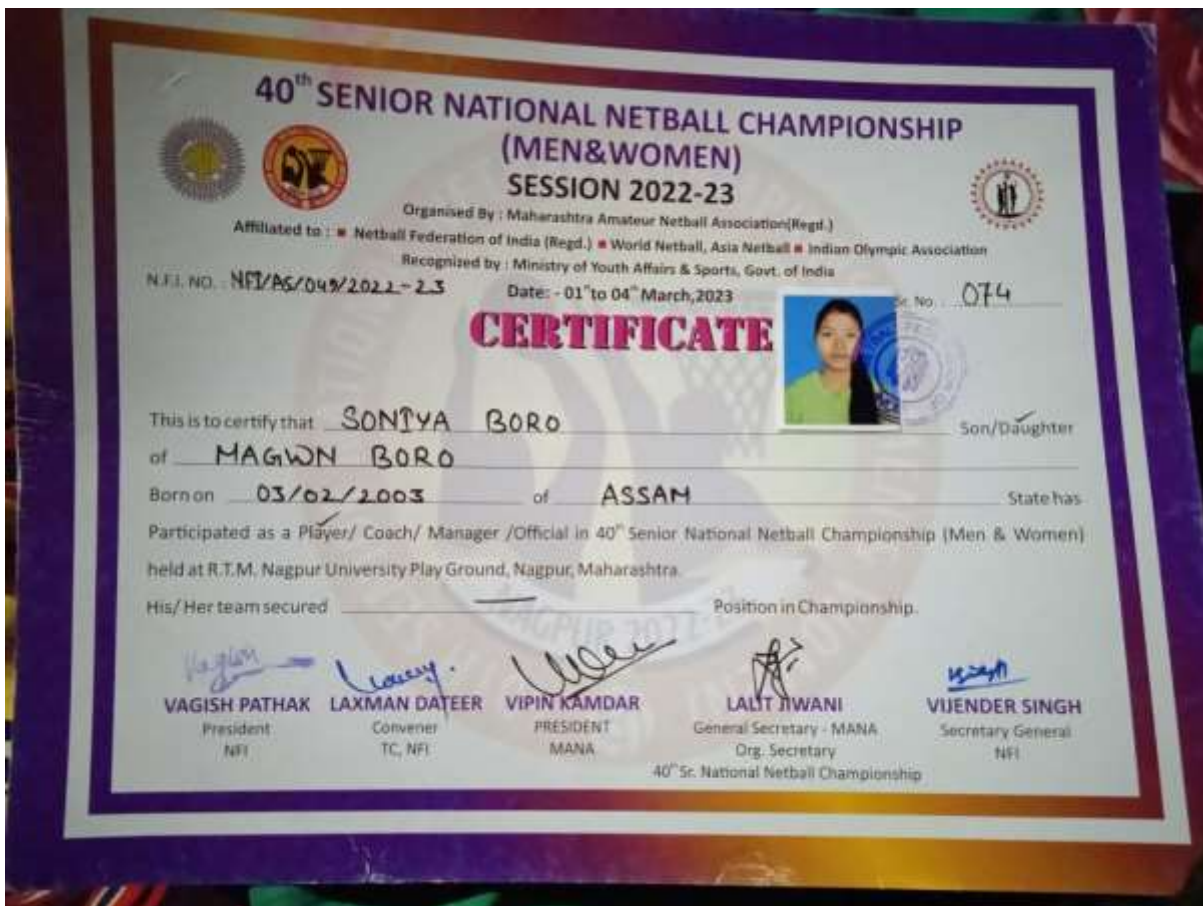 40th SENIOR NATIONAL NETBALL CHAMPIONSHIP
(MEN&WOMEN)
SESSION 2022-23
Organised By : Maharashtra Amateur Netball Association(Regd.)
Affiliated to : ■ Netball Federation of India (Regd.) ■ World Netball, Asia Netball ■ Indian Olympic Association
Recognized by : Ministry of Youth Affairs & Sports, Govt. of India
N.F.I. NO. : NFI/AS/049/2022-23 Date: - 01st to 04th March,2023 Sr. No. 074
CERTIFICATE
This is to certify that SONIYA BORO Son/Daughter
of MAGWN BORO
Born on 03/02/2003 of ASSAM State has
Participated as a Player/ Coach/ Manager /Official in 40th Senior National Netball Championship (Men & Women)
held at R.T.M. Nagpur University Play Ground, Nagpur, Maharashtra.
His/ Her team secured — Position in Championship.
NAGPUR 2022-23
VAGISH PATHAK LAXMAN DATEER VIPIN KAMDAR LALIT JIWANI VIJENDER SINGH
President Convener PRESIDENT General Secretary - MANA Secretary General
NFI TC, NFI MANA Org. Secretary NFI
40th Sr. National Netball Championship